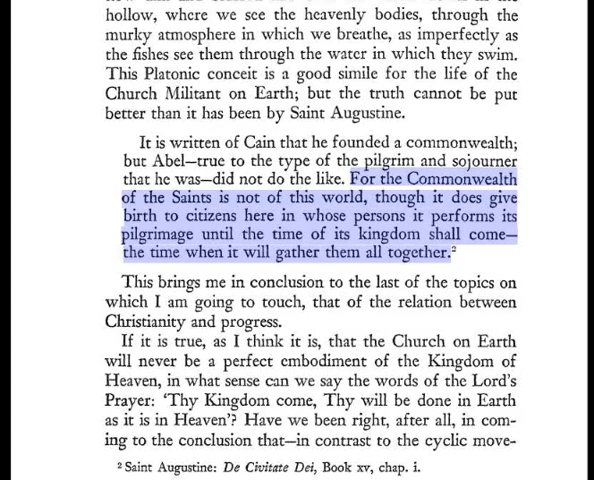 hollow, where we see the heavenly bodies, through the
murky atmosphere in which we breathe, as imperfectly as
the fishes see them through the water in which they swim.
This Platonic conceit is a good simile for the life of the
Church Militant on Earth; but the truth cannot be put
better than it has been by Saint Augustine.
It is written of Cain that he founded a commonwealth;
but Abel—true to the type of the pilgrim and sojourner
that he was—did not do the like. For the Commonwealth
of the Saints is not of this world, though it does give
birth to citizens here in whose persons it performs its
pilgrimage until the time of its kingdom shall come—
the time when it will gather them all together.²
This brings me in conclusion to the last of the topics on
which I am going to touch, that of the relation between
Christianity and progress.
If it is true, as I think it is, that the Church on Earth
will never be a perfect embodiment of the Kingdom of
Heaven, in what sense can we say the words of the Lord's
Prayer: 'Thy Kingdom come, Thy will be done in Earth
as it is in Heaven'? Have we been right, after all, in com-
ing to the conclusion that—in contrast to the cyclic move-
² Saint Augustine: De Civitate Dei, Book xv, chap. i.